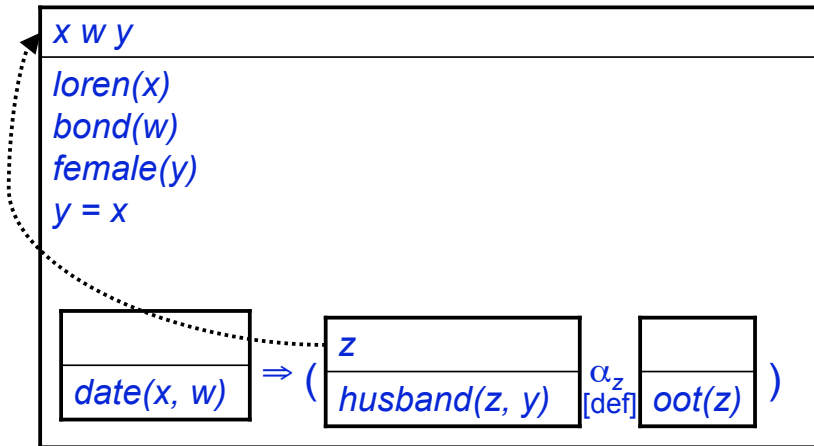 x w y
loren(x)
bond(w)
female(y)
y = x
z
date(x, w) ⇒ ( husband(z, y) αz [def] oot(z) )